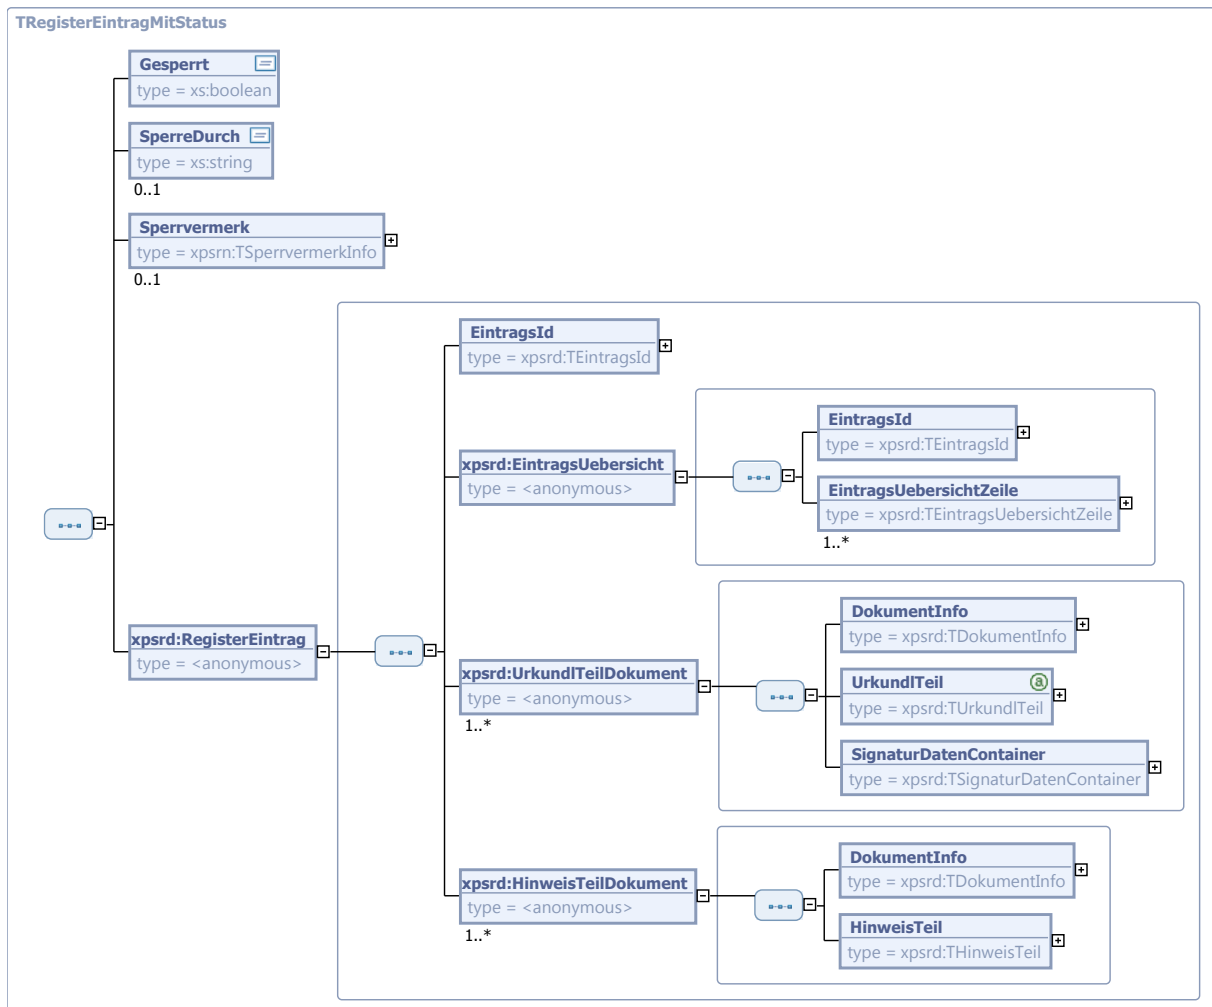 TRegisterEintragMitStatus
Gesperrt
type = xs:boolean
SperreDurch
type = xs:string
0..1
Sperrvermerk
type = xpsrn:TSperrvermerkInfo
0..1
xpsrd:RegisterEintrag
type = <anonymous>
EintragsId
type = xpsrd:TEintragsId
xpsrd:EintragsUebersicht
type = <anonymous>
EintragsId
type = xpsrd:TEintragsId
EintragsUebersichtZeile
type = xpsrd:TEintragsUebersichtZeile
1..*
xpsrd:UrkundlTeilDokument
type = <anonymous>
1..*
DokumentInfo
type = xpsrd:TDokumentInfo
UrkundlTeil
a
type = xpsrd:TUrkundlTeil
SignaturDatenContainer
type = xpsrd:TSignaturDatenContainer
xpsrd:HinweisTeilDokument
type = <anonymous>
1..*
DokumentInfo
type = xpsrd:TDokumentInfo
HinweisTeil
type = xpsrd:THinweisTeil